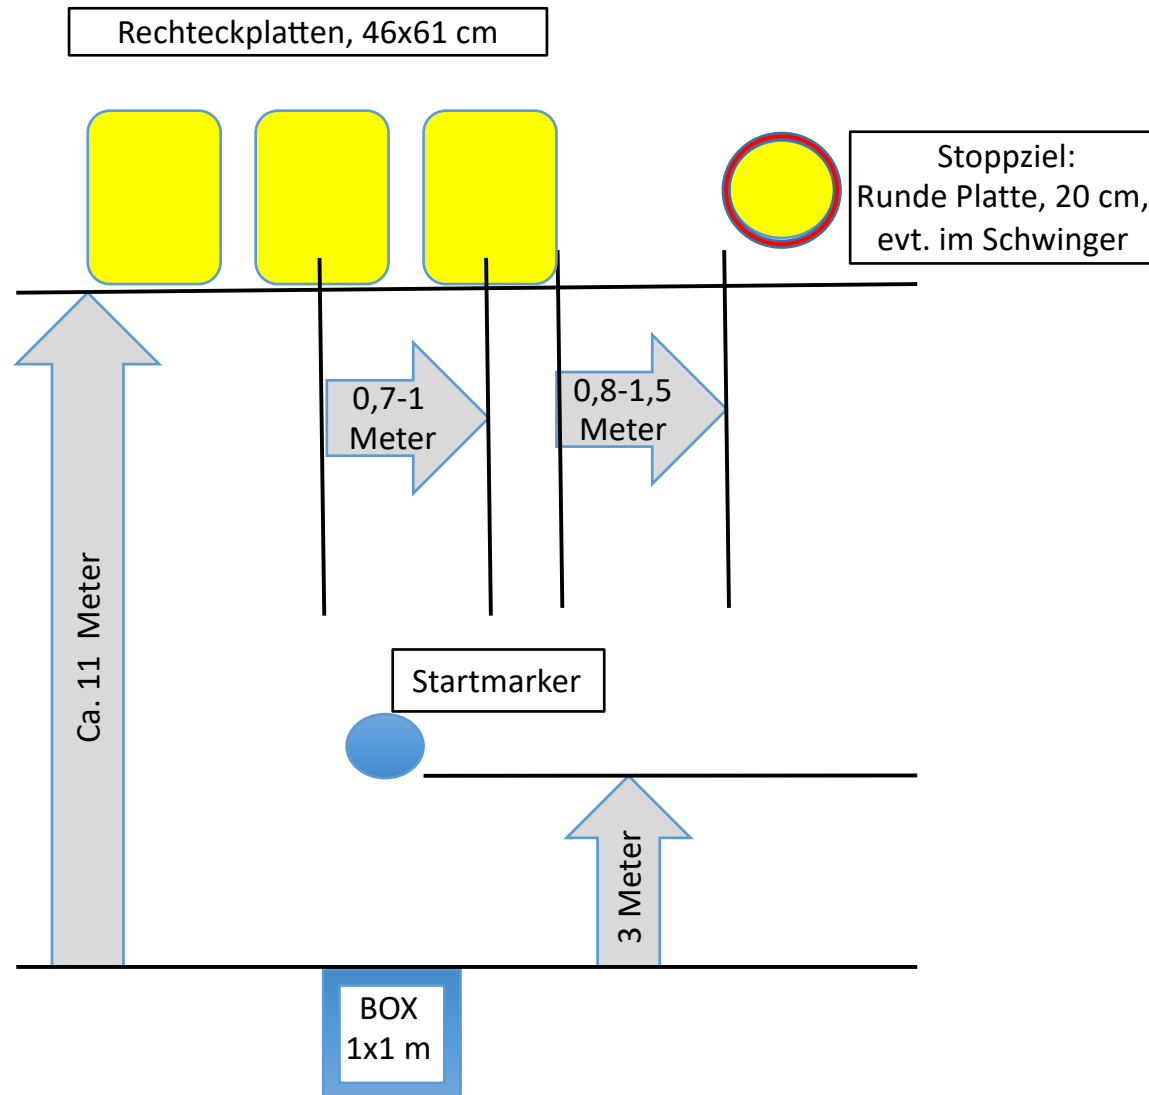 Rechteckplatten, 46x61 cm
Stoppziel:
Runde Platte, 20 cm,
evt. im Schwinger
0,7-1
Meter
0,8-1,5
Meter
Ca. 11  Meter
Startmarker
3 Meter
BOX
1x1 m